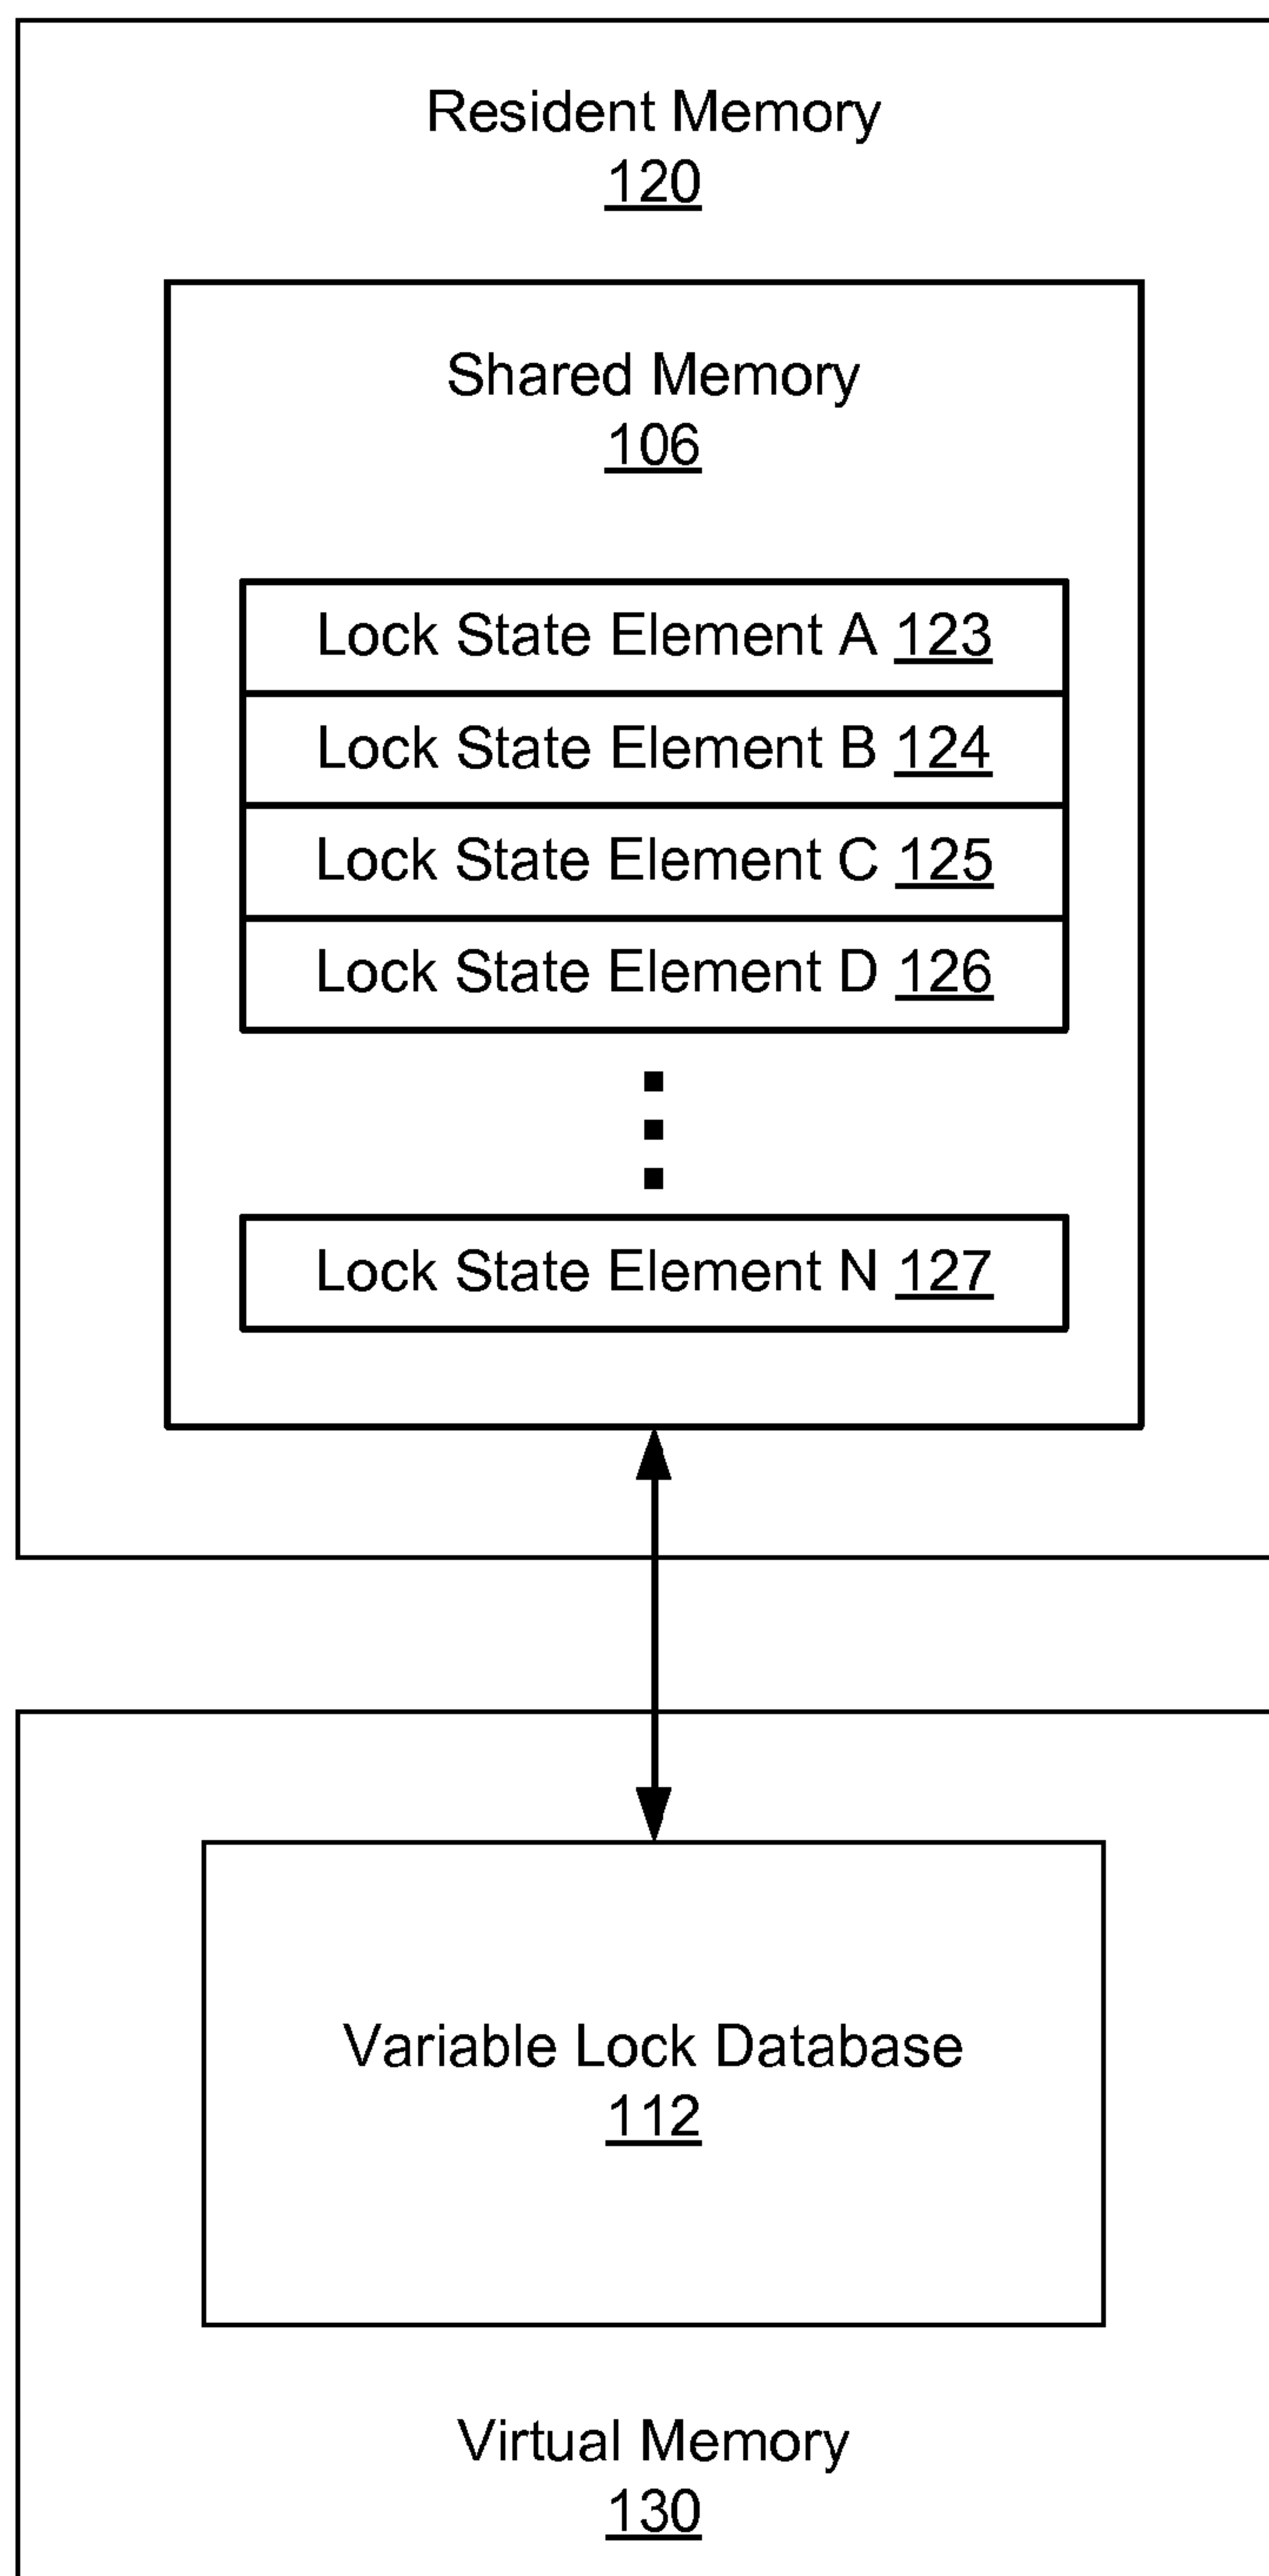 Resident Memory
120
Shared Memory
106
Lock State Element A 123
Lock State Element B 124
Lock State Element C 125
Lock State Element D 126
Lock State Element N 127
Variable Lock Database
112
Virtual Memory
130